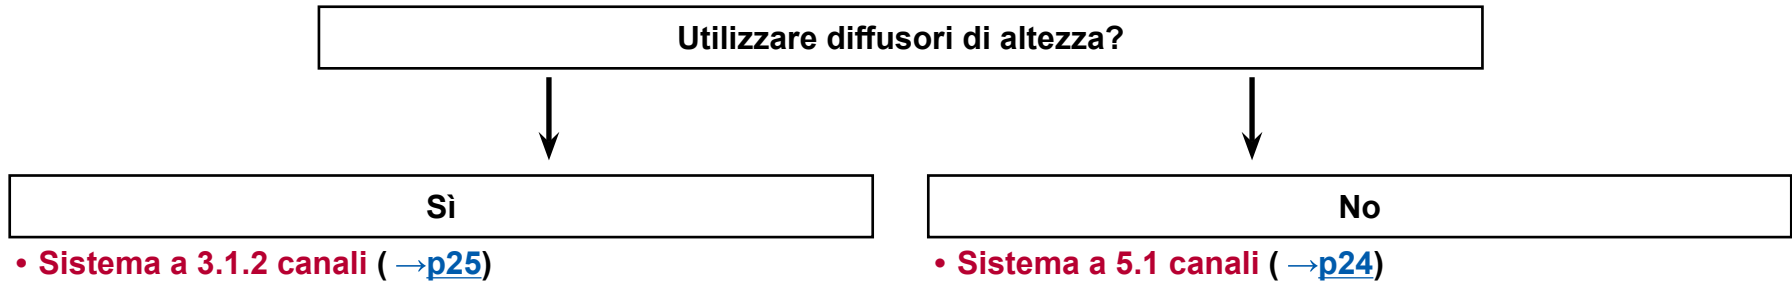 Utilizzare diffusori di altezza?
Sì
No
• Sistema a 3.1.2 canali ( →p25)
• Sistema a 5.1 canali ( →p24)